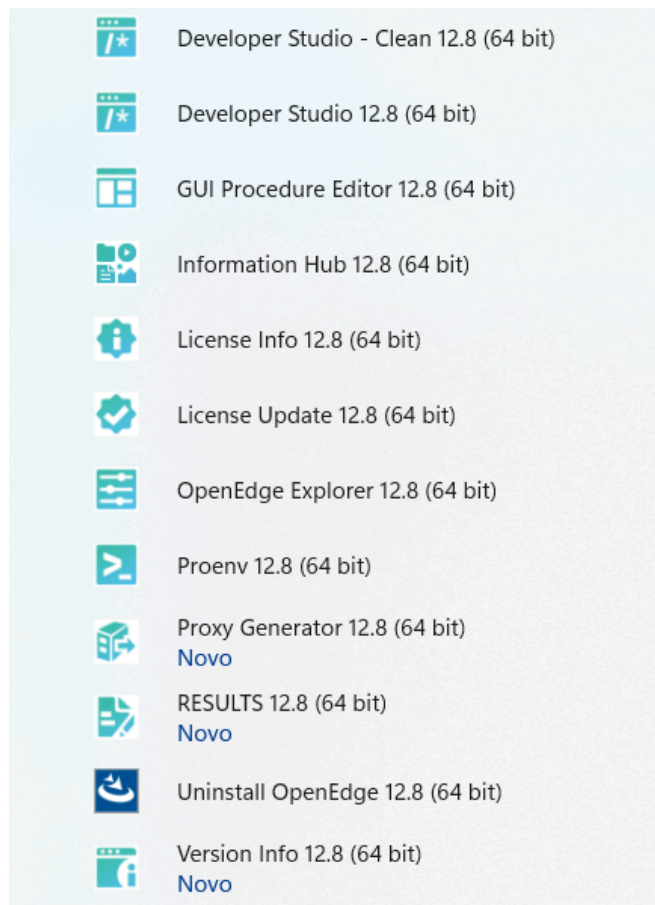 Developer Studio - Clean 12.8 (64 bit)
Developer Studio 12.8 (64 bit)
GUI Procedure Editor 12.8 (64 bit)
Information Hub 12.8 (64 bit)
License Info 12.8 (64 bit)
License Update 12.8 (64 bit)
OpenEdge Explorer 12.8 (64 bit)
Proenv 12.8 (64 bit)
Proxy Generator 12.8 (64 bit)
Novo
RESULTS 12.8 (64 bit)
Novo
Uninstall OpenEdge 12.8 (64 bit)
Version Info 12.8 (64 bit)
Novo